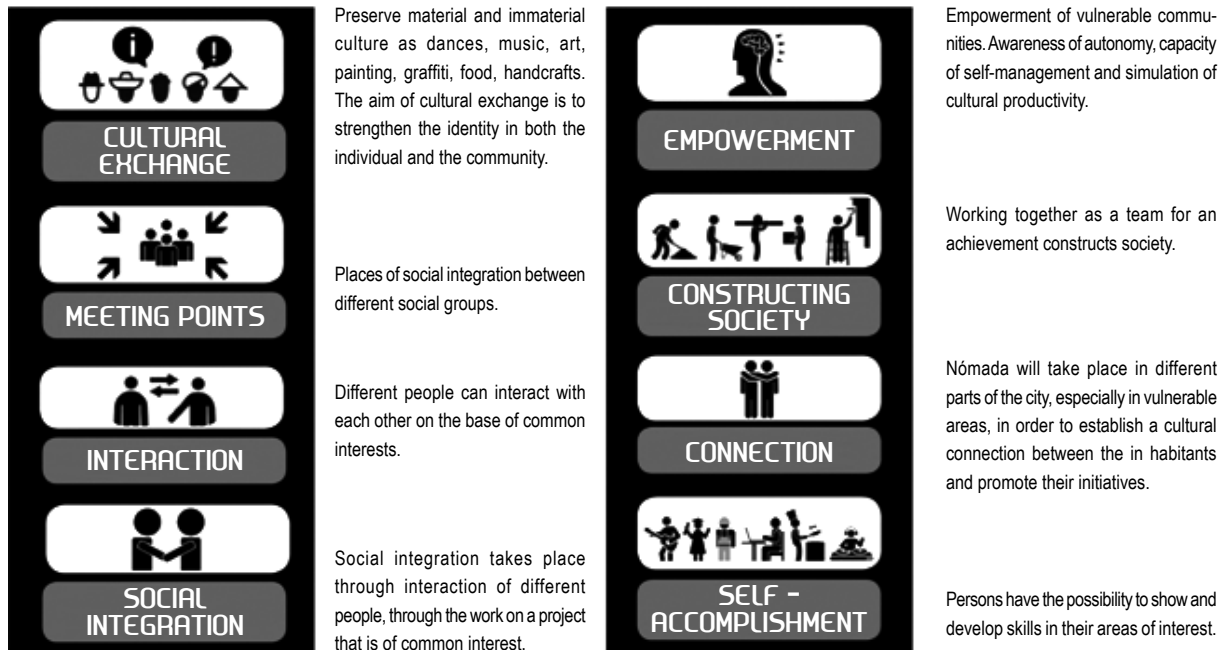 CULTURAL
EXCHANGE
Preserve material and immaterial
culture as dances, music, art,
painting, graffiti, food, handcrafts.
The aim of cultural exchange is to
strengthen the identity in both the
individual and the community.
MEETING POINTS
Places of social integration between
different social groups.
INTERACTION
Different people can interact with
each other on the base of common
interests.
SOCIAL
INTEGRATION
Social integration takes place
through interaction of different
people, through the work on a project
that is of common interest.
EMPOWERMENT
Empowerment of vulnerable commu-
nities. Awareness of autonomy, capacity
of self-management and simulation of
cultural productivity.
CONSTRUCTING
SOCIETY
Working together as a team for an
achievement constructs society.
CONNECTION
Nómada will take place in different
parts of the city, especially in vulnerable
areas, in order to establish a cultural
connection between the in habitants
and promote their initiatives.
SELF -
ACCOMPLISHMENT
Persons have the possibility to show and
develop skills in their areas of interest.